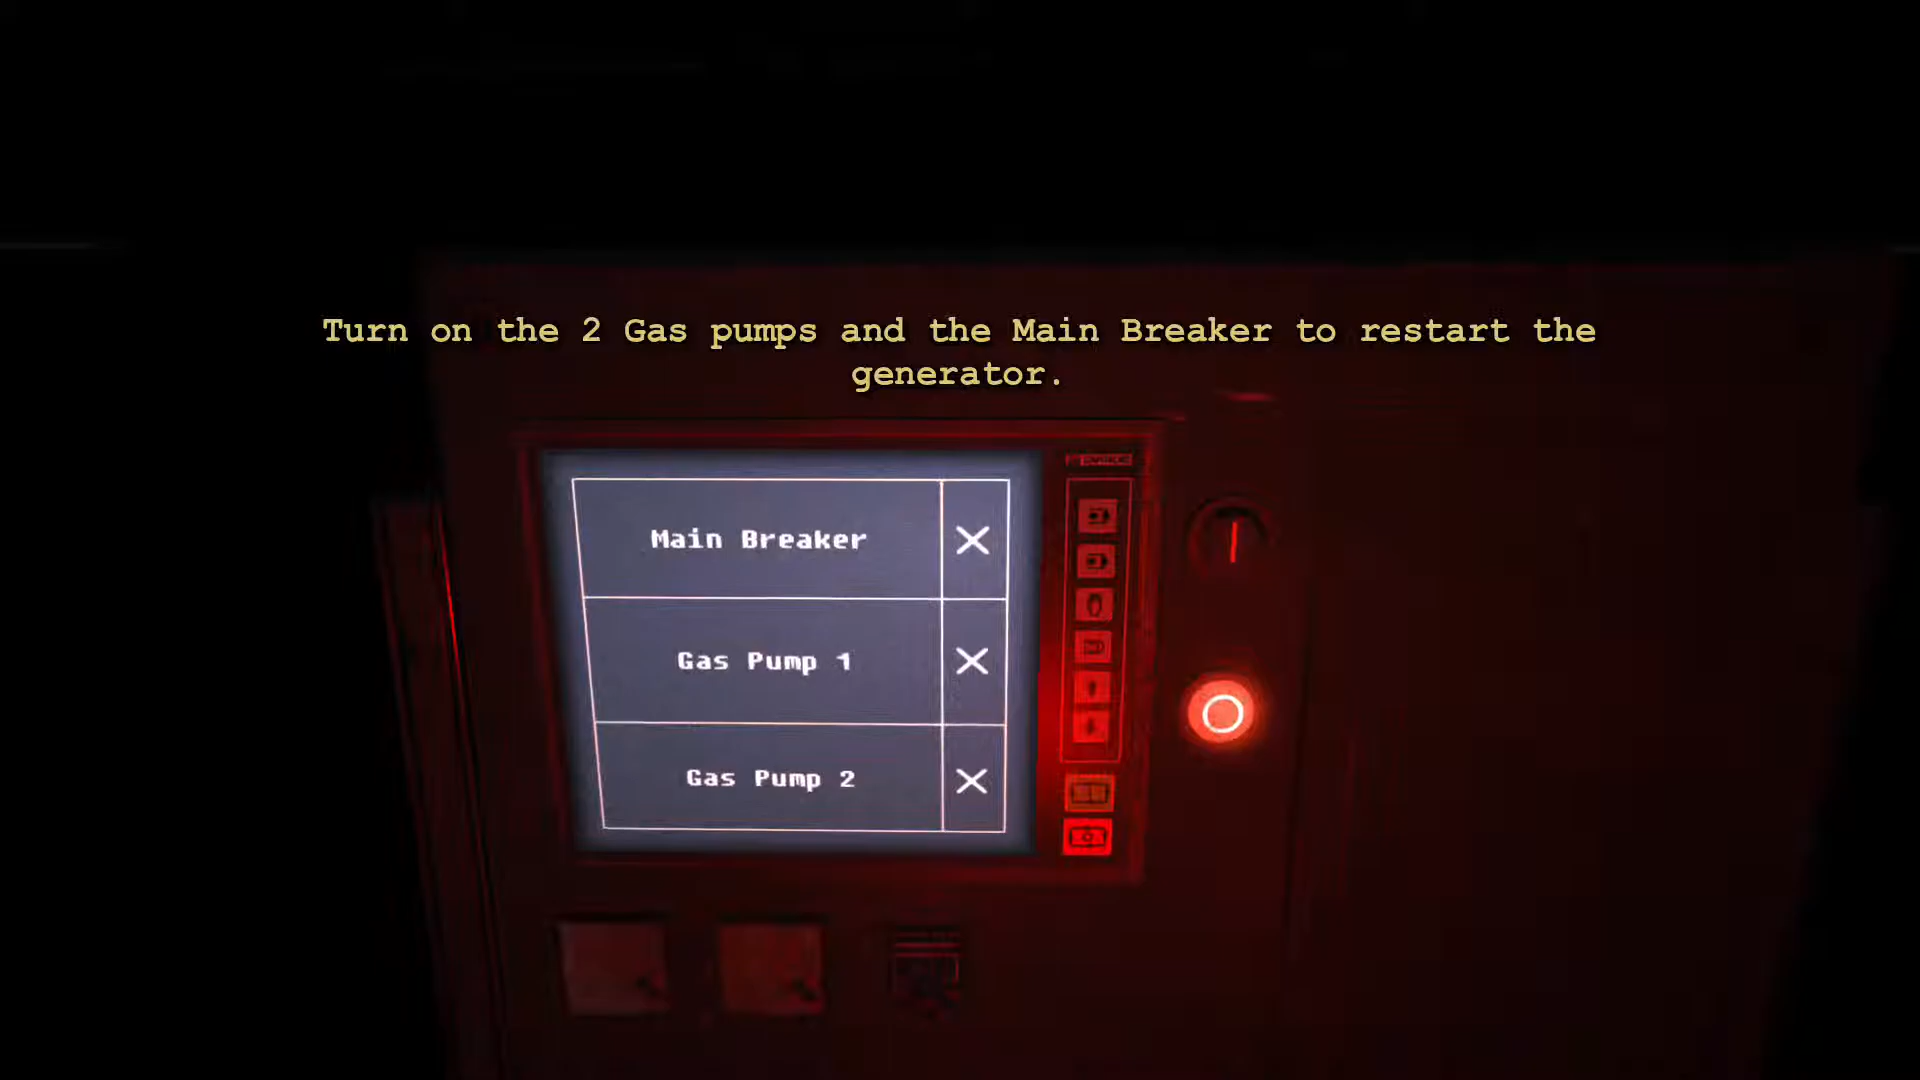 Turn on the 2 Gas pumps and the Main Breaker to restart the
generator.
Main Breaker
Gas Pump 1
Gas Pump 2